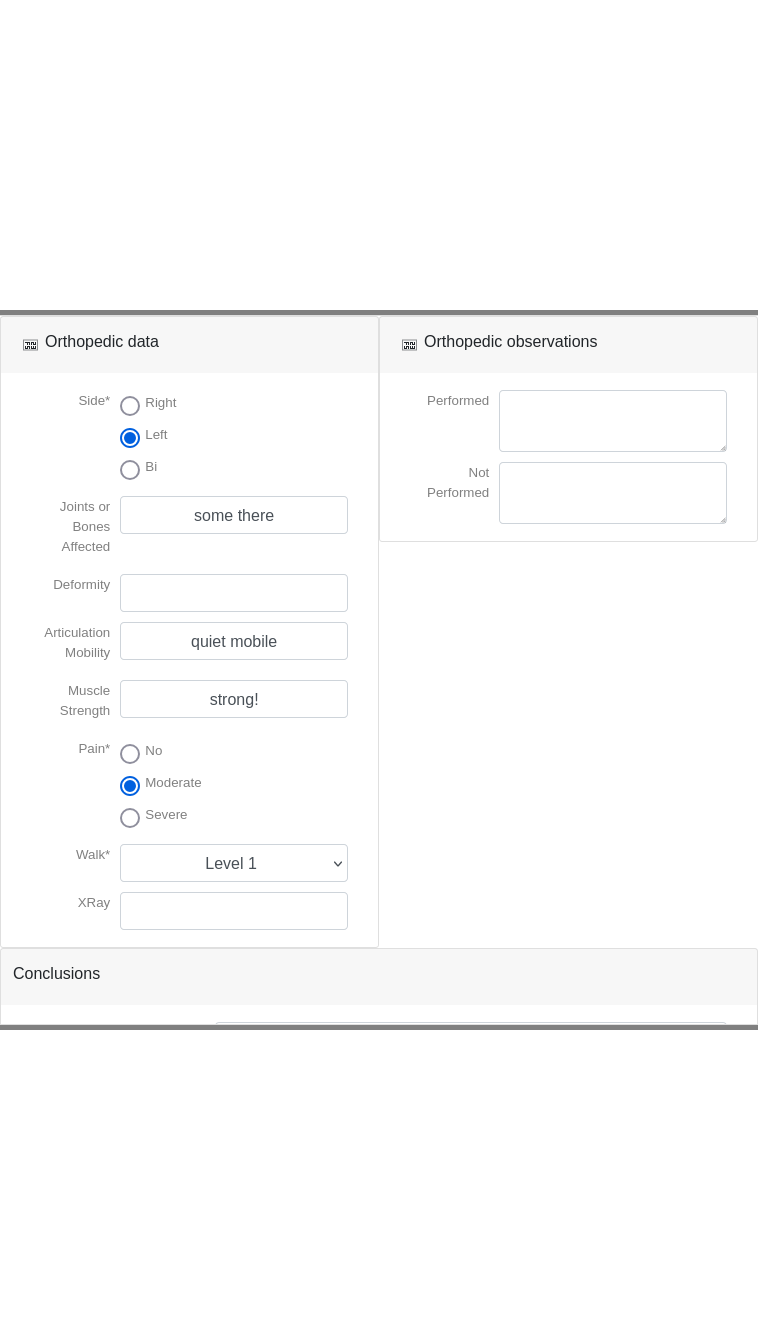 Orthopedic data
Side*
Right
Left
Bi
Joints or
Bones
Affected
some there
Deformity
Articulation
Mobility
quiet mobile
Muscle
Strength
strong!
Pain*
No
Moderate
Severe
Walk*
Level 1
XRay
Orthopedic observations
Performed
Not
Performed
Conclusions